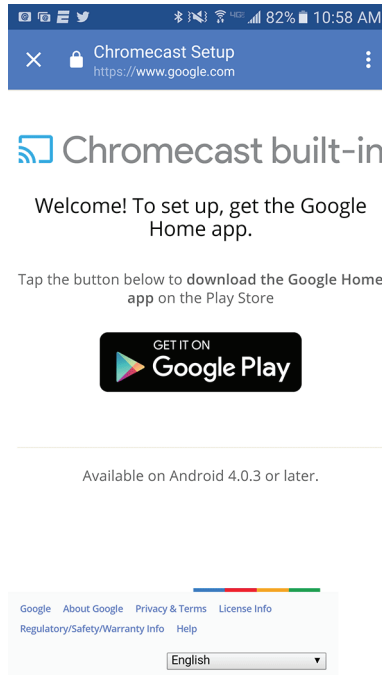 82% 10:58 AM
Chromecast Setup
https://www.google.com
Chromecast built-in
Welcome! To set up, get the Google
Home app.
Tap the button below to download the Google Home
app on the Play Store
GET IT ON
Google Play
Available on Android 4.0.3 or later.
Google About Google Privacy & Terms License Info
Regulatory/Safety/Warranty Info Help
English